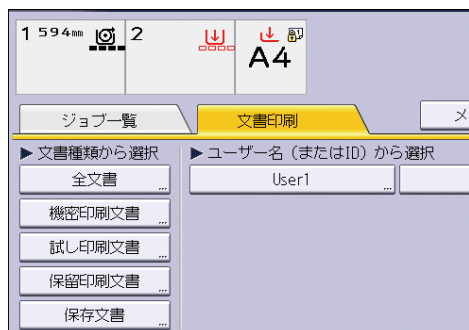 1 594mm 2
A4
ジョブ一覧 文書印刷 メ
▶文書種類から選択 ▶ユーザー名（またはID）から選択
全文書 User1
機密印刷文書
試し印刷文書
保留印刷文書
保存文書